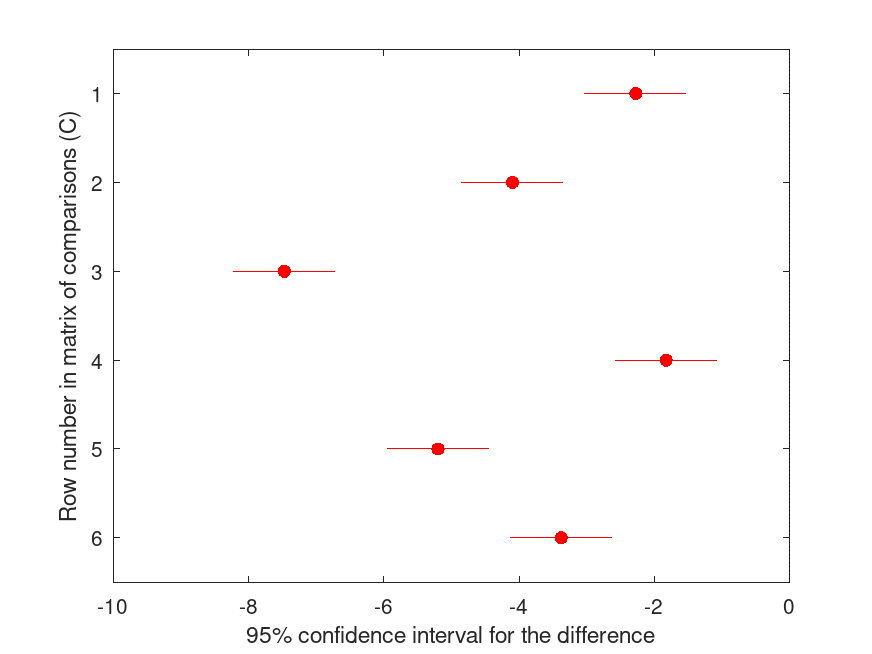 Row number in matrix of comparisons (C)
1
2
3
4
5
6
-10 -8 -6 -4 -2 0
95% confidence interval for the difference